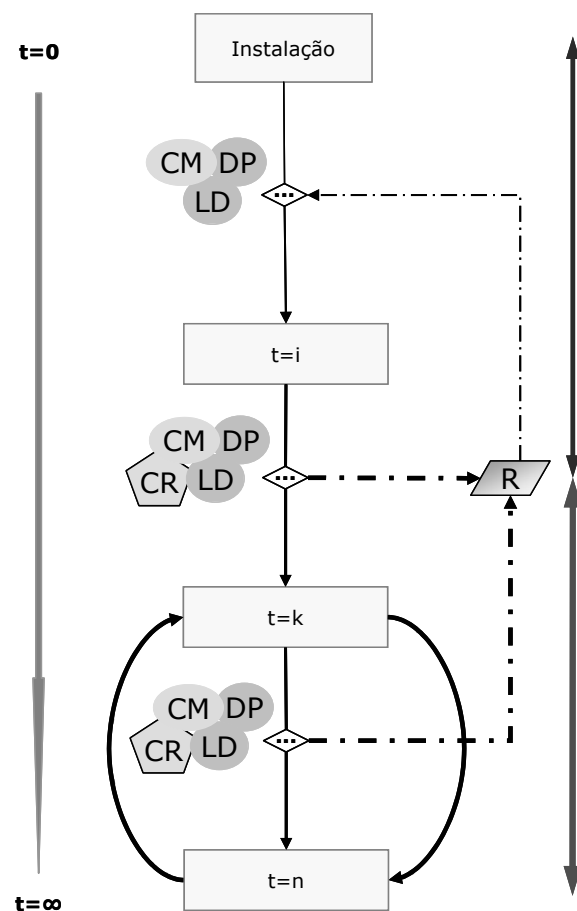 Instalação
t=0
CM DP
...
LD
t=i
CM DP
CR LD
...
R
t=k
CM DP
CR LD
...
t=n
t=∞